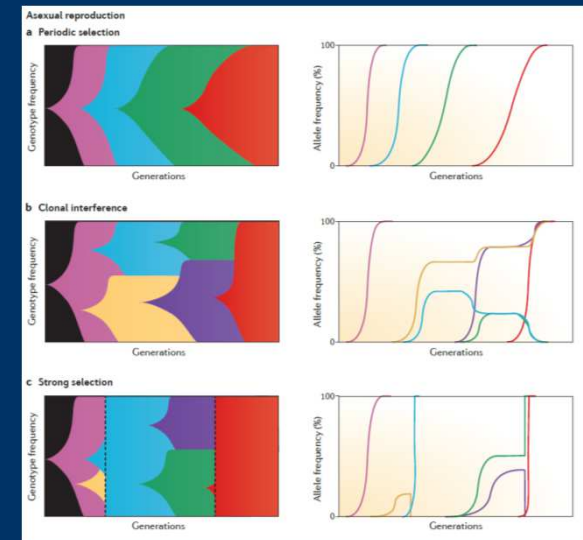 Asexual reproduction
a Periodic selection
Genotype frequency
Generations
100
Allele frequency (%)
0
Generations
b Clonal interference
Genotype frequency
Generations
100
Allele frequency (%)
0
Generations
c Strong selection
Genotype frequency
Generations
100
Allele frequency (%)
0
Generations